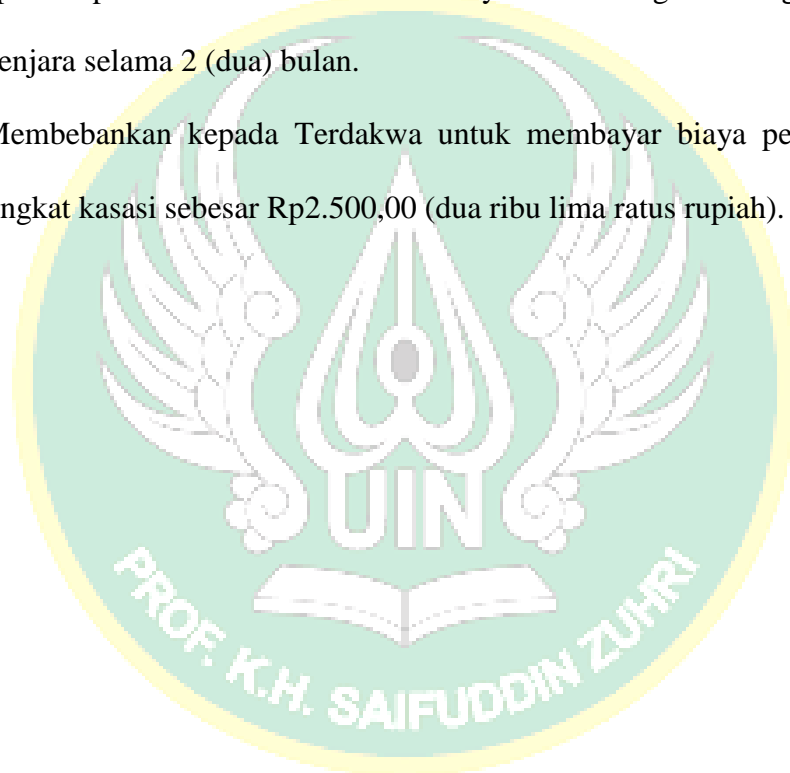 enjara selama 2 (dua) bulan.
Membebankan kepada Terdakwa untuk membayar biaya pe
ngkat kasasi sebesar Rp2.500,00 (dua ribu lima ratus rupiah).
UIN
PROF. K.H. SAIFUDDIN ZUHRI